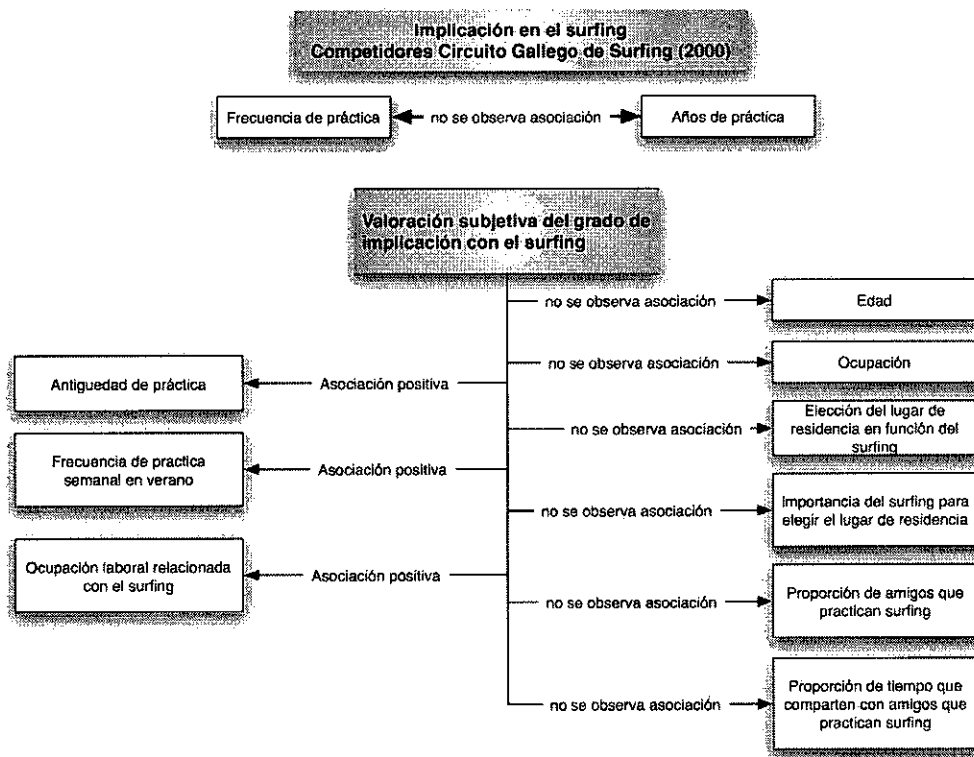 Implicación en el surfing
Competidores Circuito Gallego de Surfing (2000)
Frecuencia de práctica
no se observa asociación
Años de práctica
Valoración subjetiva del grado de
implicación con el surfing
no se observa asociación
Edad
no se observa asociación
Ocupación
Antiguedad de práctica
Asociación positiva
no se observa asociación
Elección del lugar de
residencia en función del
surfing
Frecuencia de practica
semanal en verano
Asociación positiva
no se observa asociación
Importancia del surfing para
elegir el lugar de residencia
Ocupación laboral relacionada
con el surfing
Asociación positiva
no se observa asociación
Proporción de amigos que
practican surfing
no se observa asociación
Proporción de tiempo que
comparten con amigos que
practican surfing